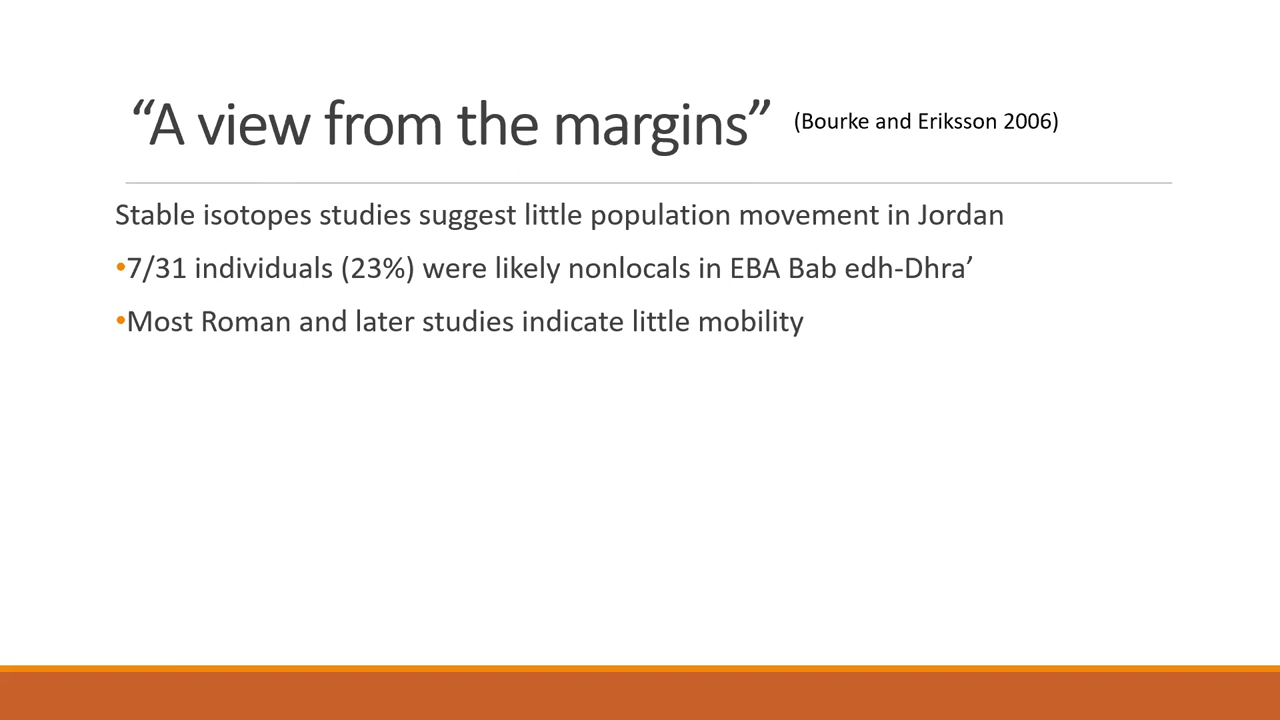 “A view from the margins” (Bourke and Eriksson 2006)
Stable isotopes studies suggest little population movement in Jordan
•7/31 individuals (23%) were likely nonlocals in EBA Bab edh-Dhra’
•Most Roman and later studies indicate little mobility